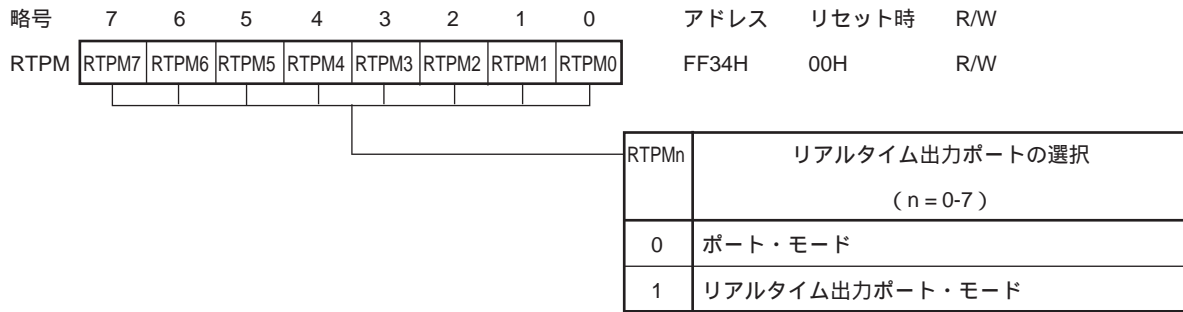 略号 7 6 5 4 3 2 1 0 アドレス リセット時 R/W
RTPM RTPM7 RTPM6 RTPM5 RTPM4 RTPM3 RTPM2 RTPM1 RTPM0 FF34H 00H R/W
RTPMn リアルタイム出力ポートの選択
(n = 0-7)
0 ポート・モード
1 リアルタイム出力ポート・モード